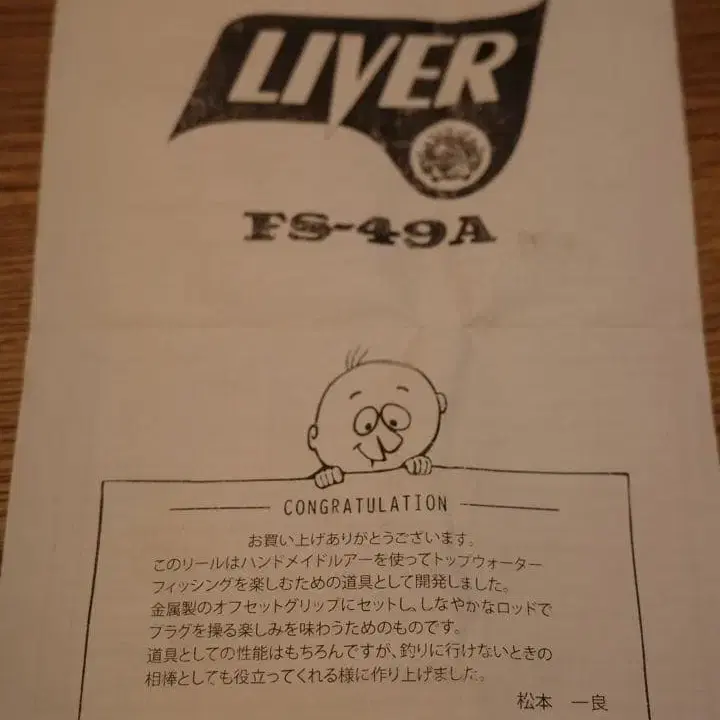 LIVER
FS-49A
CONGRATULATION
お買い上げありがとうございます。
このリールはハンドメイドルアーを使ってトップウォーター
フィッシングを楽しむための道具として開発しました。
金属製のオフセットグリップにセットし、しなやかなロッドで
プラグを操る楽しみを味わうためのものです。
道具としての性能はもちろんですが、釣りに行けないときの
相棒としても役立ってくれる様に作り上げました。
松本　一良